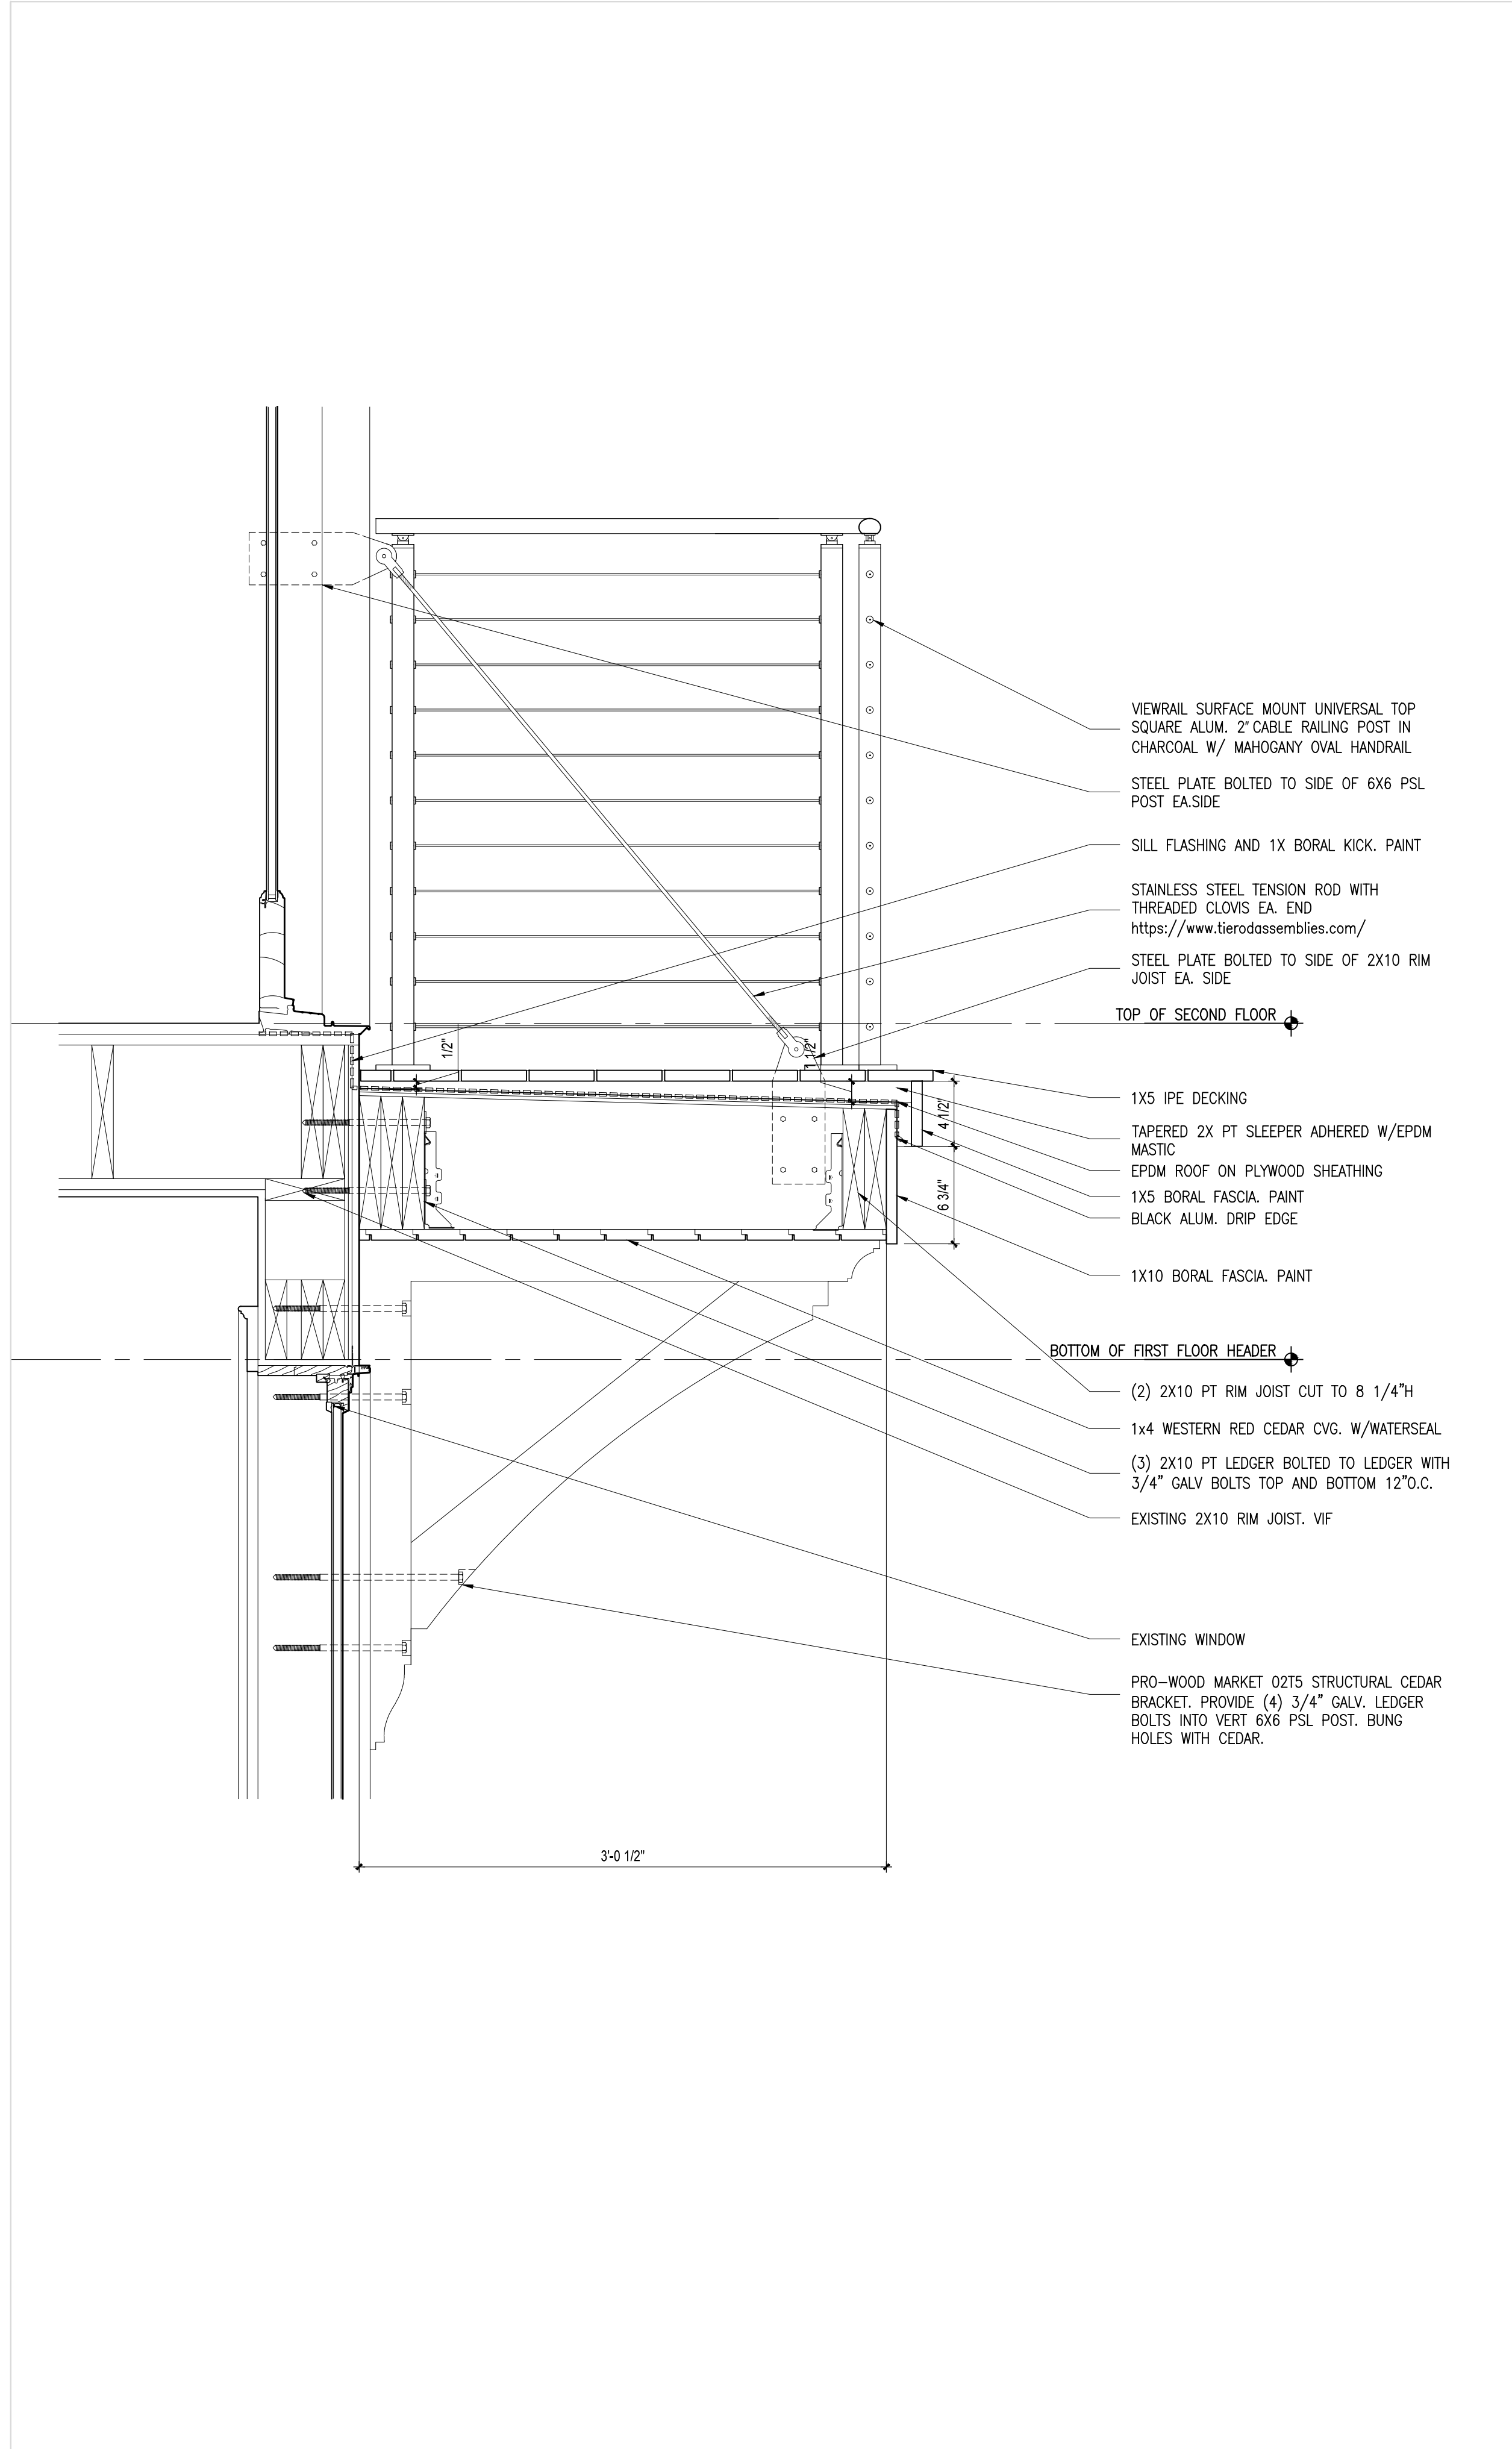 VIEWRAIL SURFACE MOUNT UNIVERSAL TOP
SQUARE ALUM. 2" CABLE RAILING POST IN
CHARCOAL W/ MAHOGANY OVAL HANDRAIL
STEEL PLATE BOLTED TO SIDE OF 6X6 PSL
POST EA.SIDE
SILL FLASHING AND 1X BORAL KICK. PAINT
STAINLESS STEEL TENSION ROD WITH
THREADED CLOVIS EA. END
https://www.tierodassemblies.com/
STEEL PLATE BOLTED TO SIDE OF 2X10 RIM
JOIST EA. SIDE
TOP OF SECOND FLOOR
1/2"
1 1/2"
4 1/2"
6 3/4"
1X5 IPE DECKING
TAPERED 2X PT SLEEPER ADHERED W/EPDM
MASTIC
EPDM ROOF ON PLYWOOD SHEATHING
1X5 BORAL FASCIA. PAINT
BLACK ALUM. DRIP EDGE
1X10 BORAL FASCIA. PAINT
BOTTOM OF FIRST FLOOR HEADER
(2) 2X10 PT RIM JOIST CUT TO 8 1/4"H
1x4 WESTERN RED CEDAR CVG. W/WATERSEAL
(3) 2X10 PT LEDGER BOLTED TO LEDGER WITH
3/4" GALV BOLTS TOP AND BOTTOM 12"O.C.
EXISTING 2X10 RIM JOIST. VIF
EXISTING WINDOW
PRO-WOOD MARKET 02T5 STRUCTURAL CEDAR
BRACKET. PROVIDE (4) 3/4" GALV. LEDGER
BOLTS INTO VERT 6X6 PSL POST. BUNG
HOLES WITH CEDAR.
3'-0 1/2"